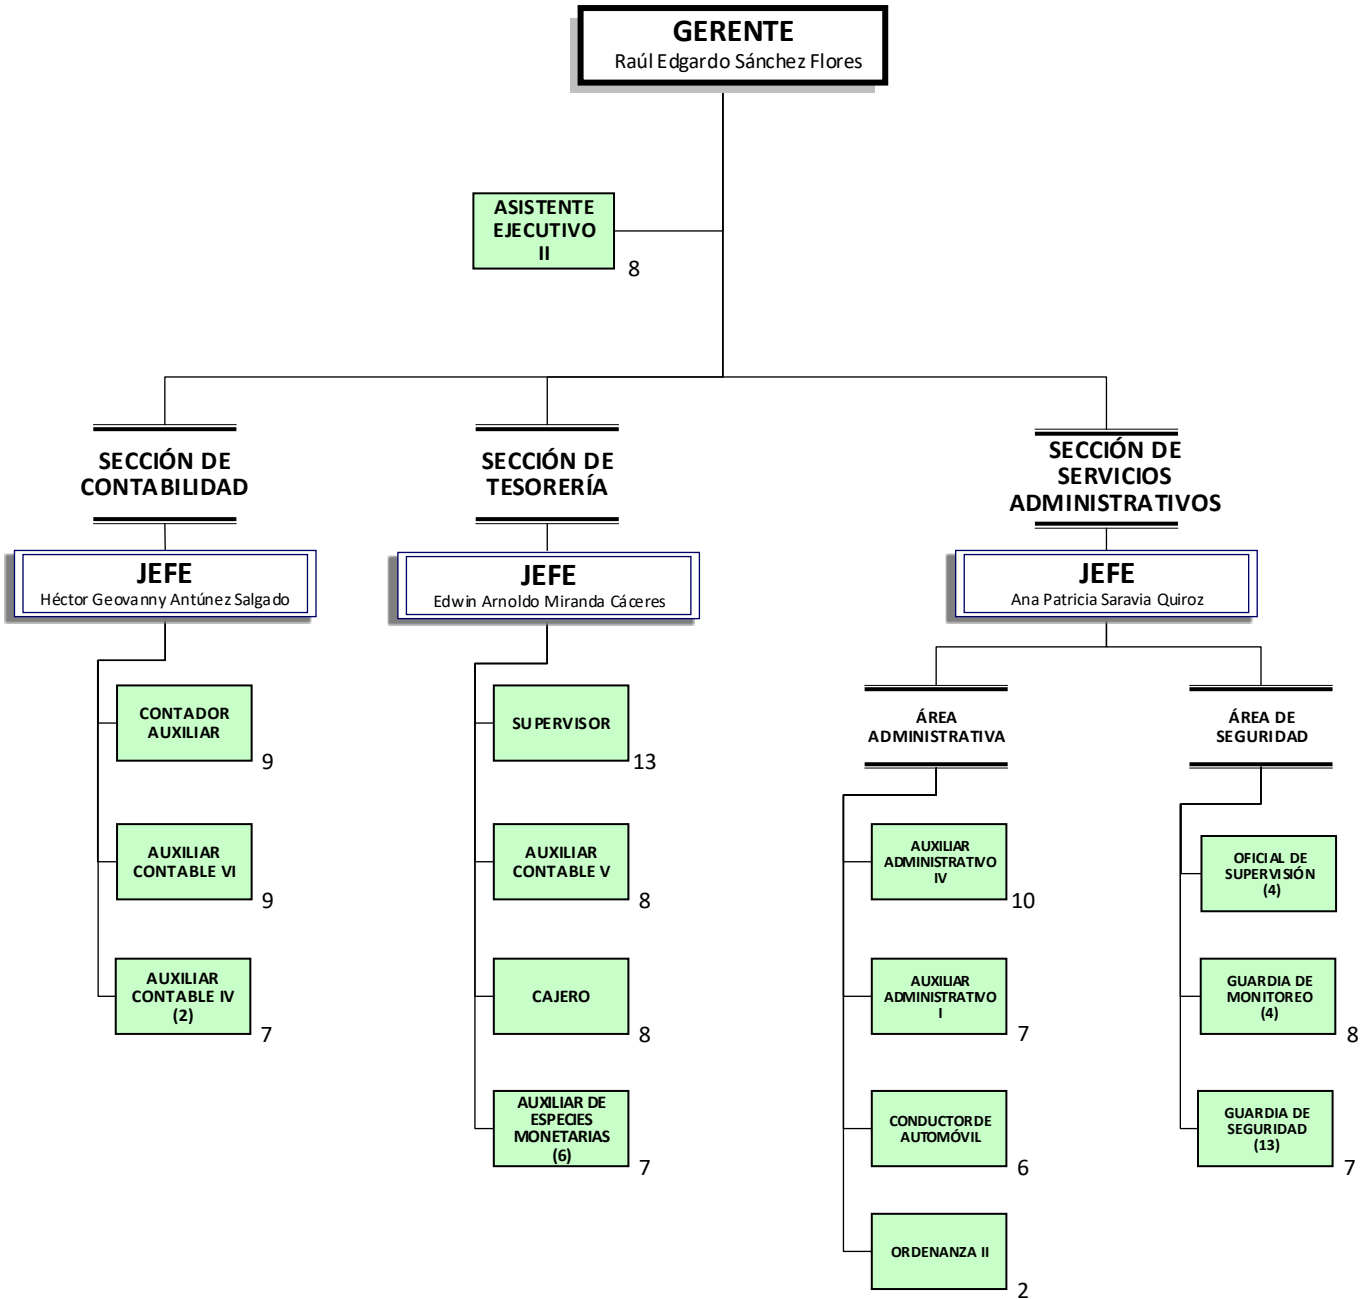 GERENTE
Raúl Edgardo Sánchez Flores
ASISTENTE
EJECUTIVO
II
8
SECCIÓN DE
CONTABILIDAD
JEFE
Héctor Geovanny Antúnez Salgado
CONTADOR
AUXILIAR
9
AUXILIAR
CONTABLE VI
9
AUXILIAR
CONTABLE IV
(2)
7
SECCIÓN DE
TESORERÍA
JEFE
Edwin Arnoldo Miranda Cáceres
SUPERVISOR
13
AUXILIAR
CONTABLE V
8
CAJERO
8
AUXILIAR DE
ESPECIES
MONETARIAS
(6)
7
SECCIÓN DE
SERVICIOS
ADMINISTRATIVOS
JEFE
Ana Patricia Saravia Quiroz
ÁREA
ADMINISTRATIVA
AUXILIAR
ADMINISTRATIVO
IV
10
AUXILIAR
ADMINISTRATIVO
I
7
CONDUCTOR DE
AUTOMÓVIL
6
ORDENANZA II
2
ÁREA DE
SEGURIDAD
OFICIAL DE
SUPERVISIÓN
(4)
GUARDIA DE
MONITOREO
(4)
8
GUARDIA DE
SEGURIDAD
(13)
7